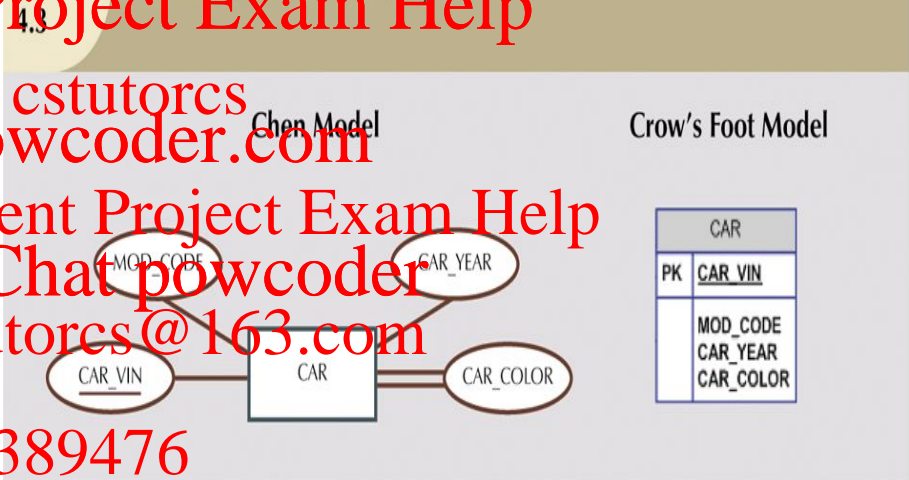 Project Exam Help
4.3
cstutorcs
Chen Model
Crow's Foot Model
powcoder.com
ent Project Exam Help
CAR
MOD_CODE
CAR_YEAR
Chat powcoder
PK CAR_VIN
torcs@163.com
MOD_CODE
CAR_YEAR
CAR_COLOR
CAR_VIN
CAR
CAR_COLOR
389476